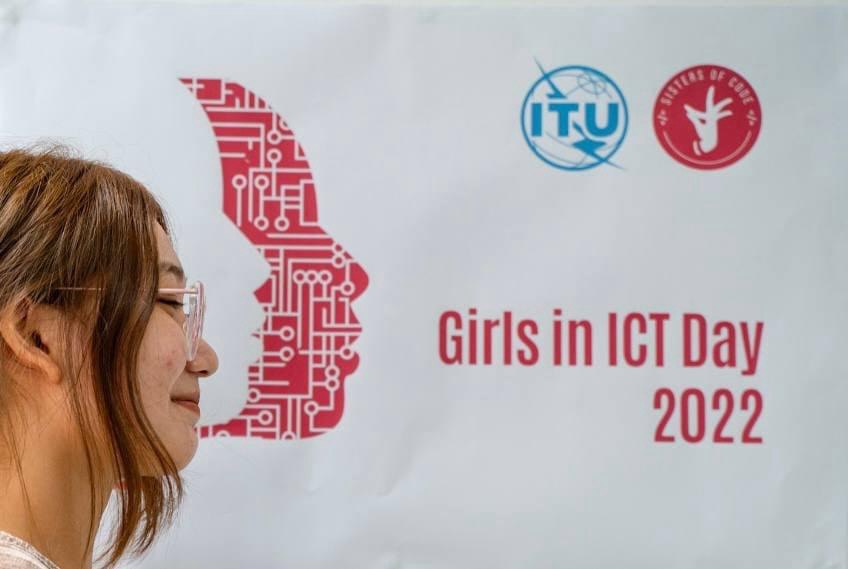 ITU
SISTERS OF CODE
</> </>
Girls in ICT Day
2022